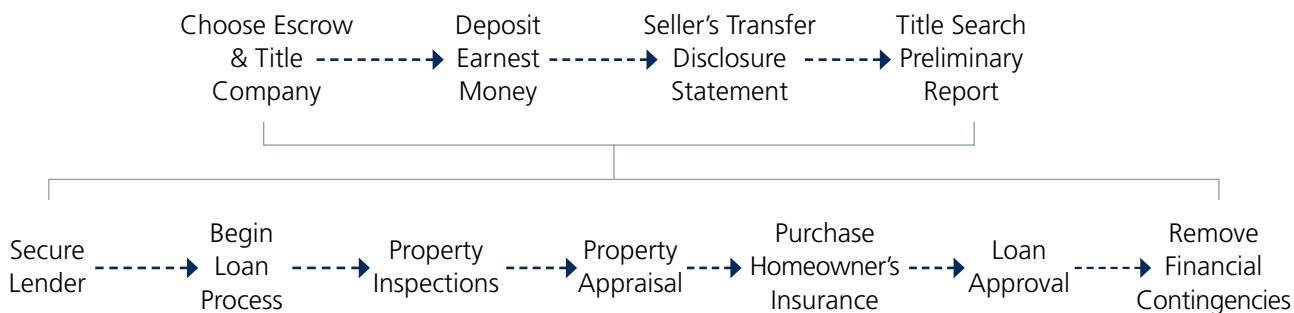 Choose Escrow
& Title
Company
Deposit
Earnest
Money
Seller's Transfer
Disclosure
Statement
Title Search
Preliminary
Report
Secure
Lender
Begin
Loan
Process
Property
Inspections
Property
Appraisal
Purchase
Homeowner's
Insurance
Loan
Approval
Remove
Financial
Contingencies